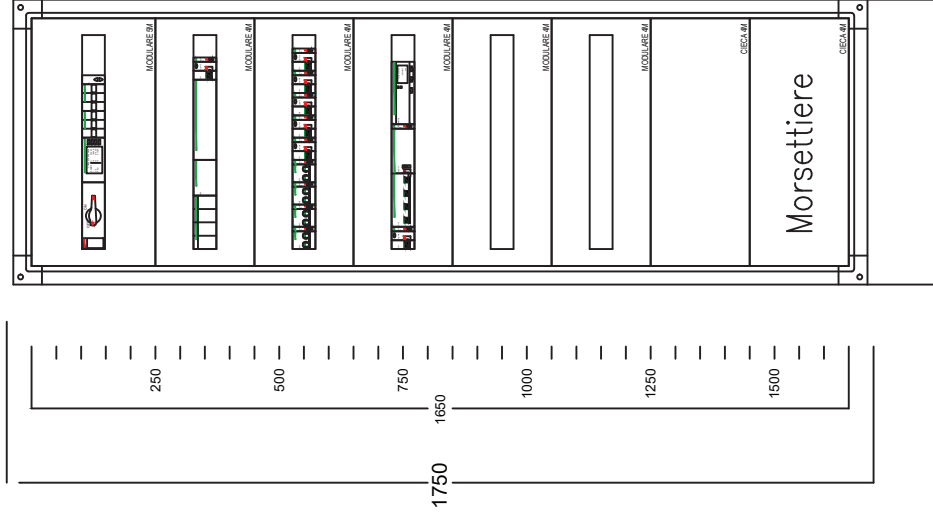 MODULARE 5M
MODULARE 4M
MODULARE 4M
MODULARE 4M
MODULARE 4M
MODULARE 4M
CIECA 4M
CIECA 4M
Morsettiere
250
500
750
1000
1250
1500
1650
1750